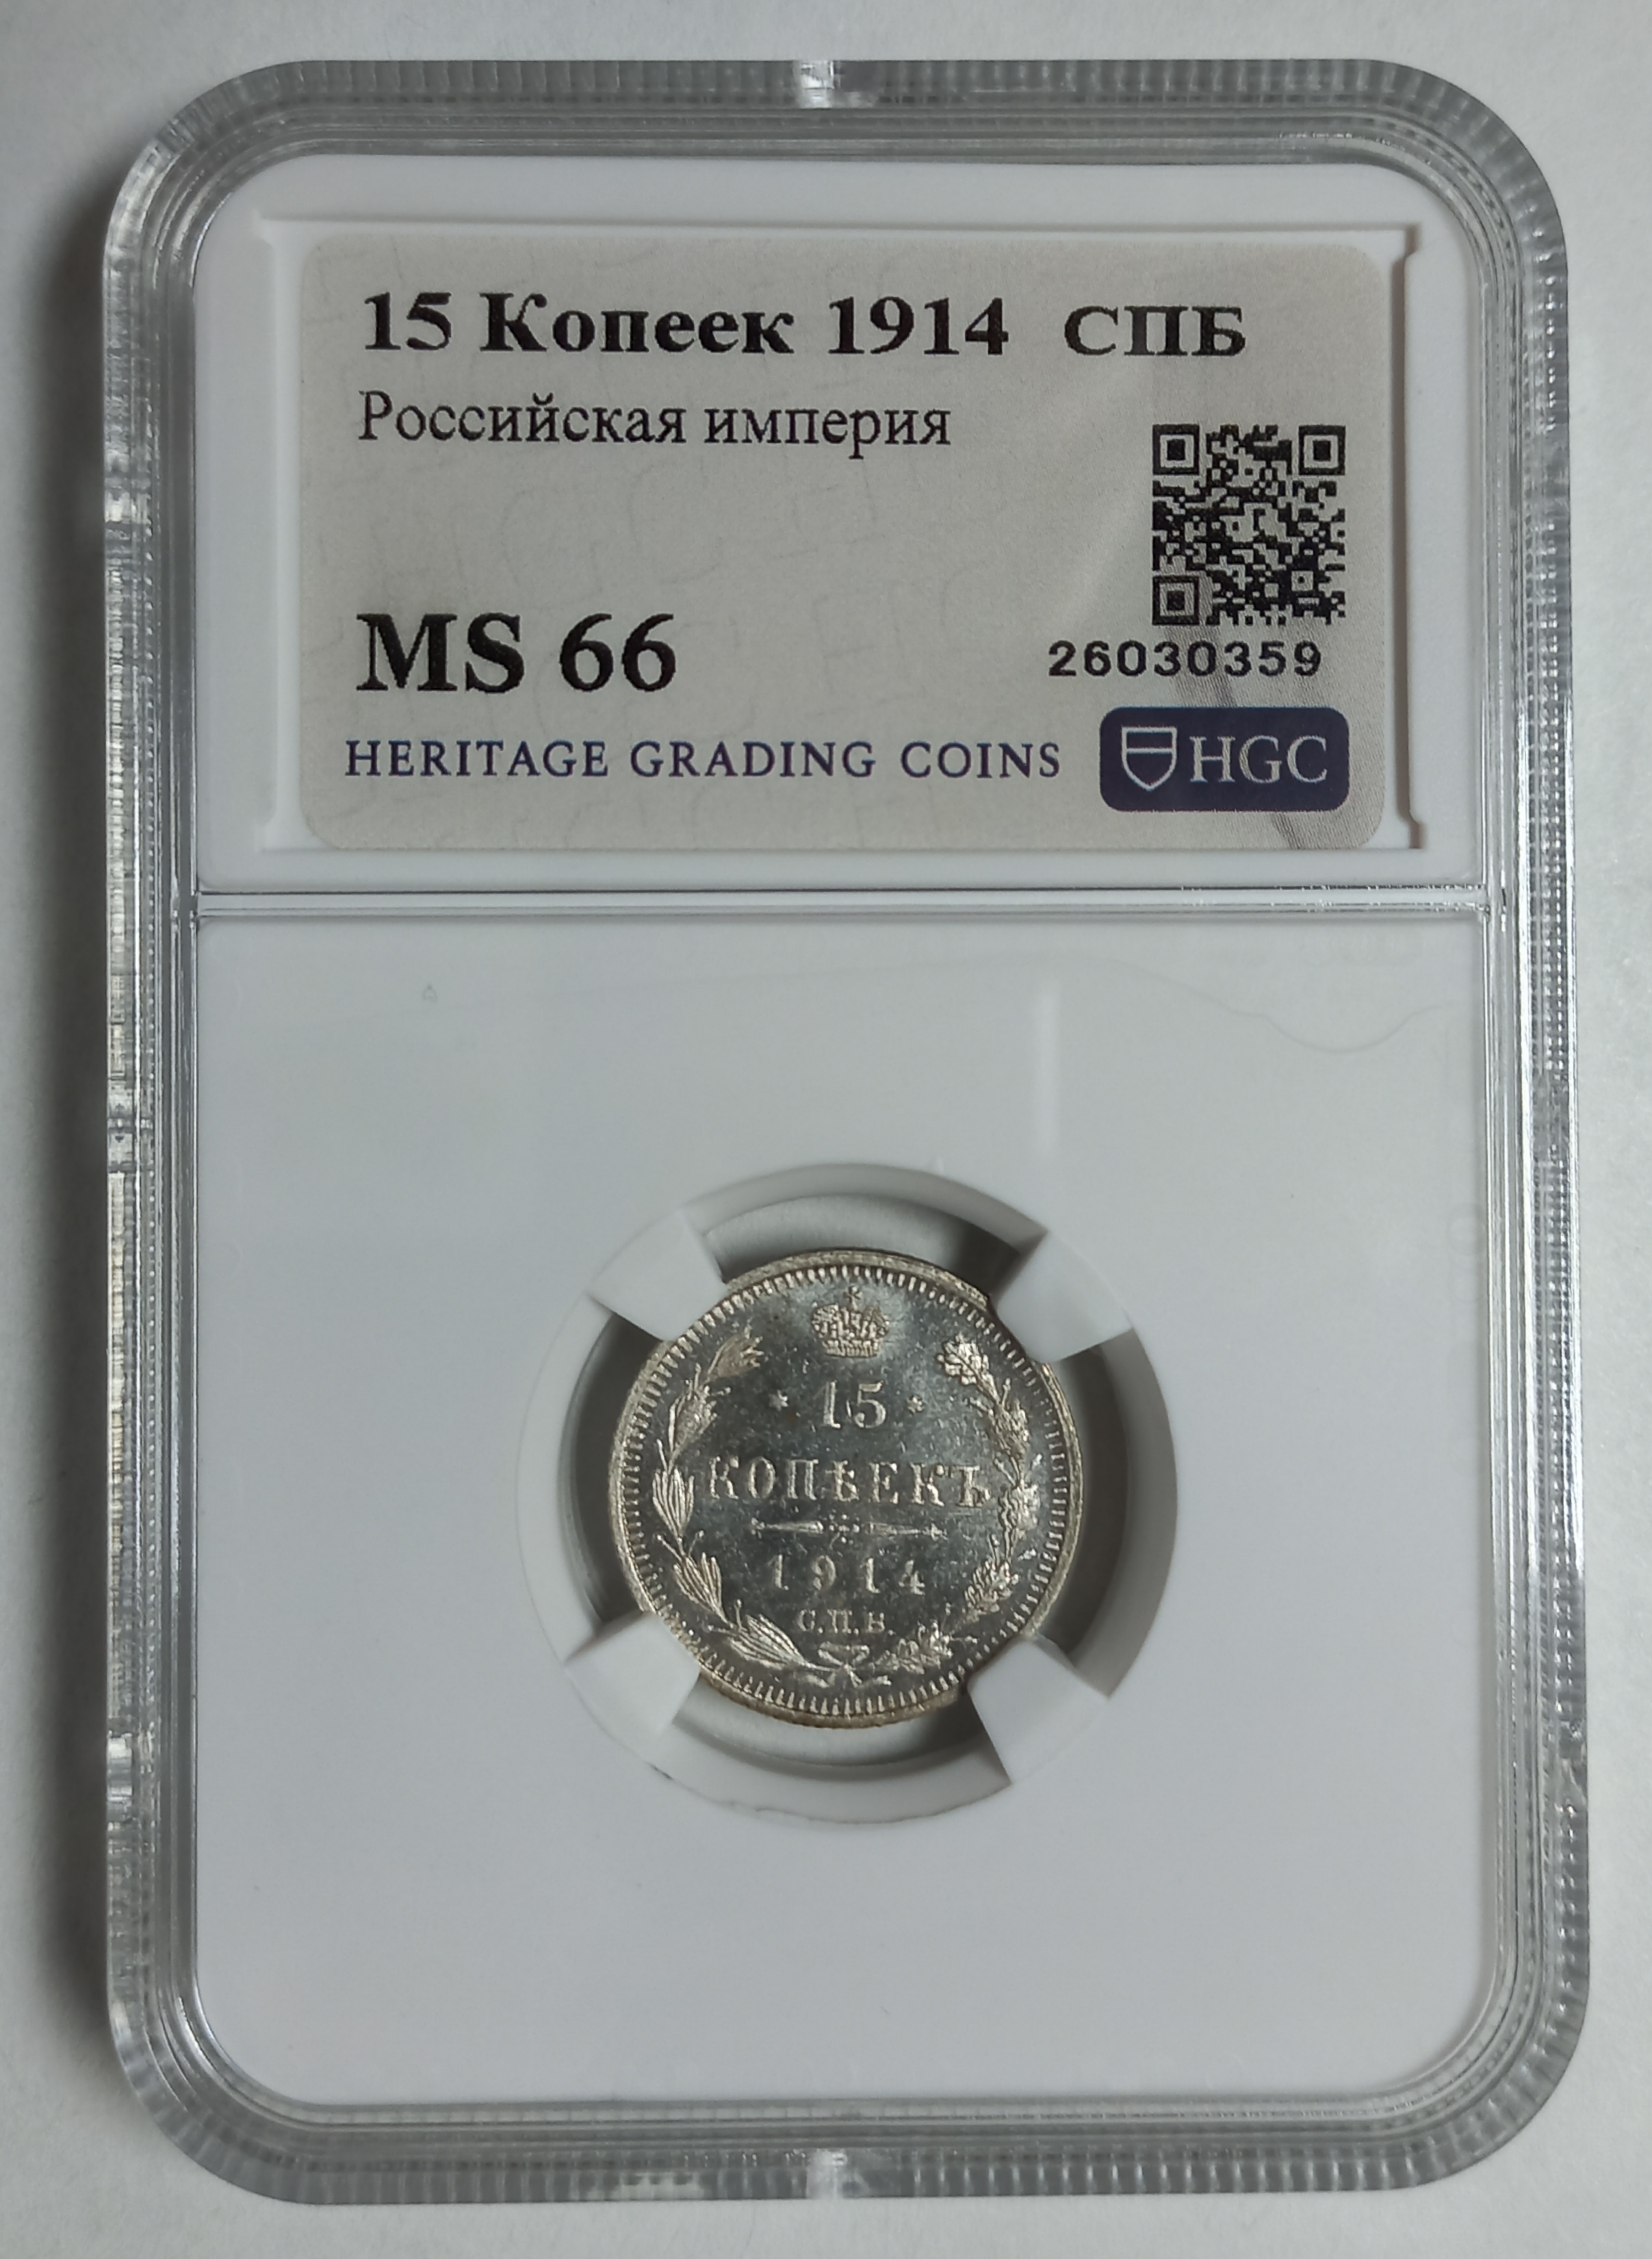 15 Копеек 1914 СПБ
Российская империя
MS 66
26030359
HERITAGE GRADING COINS
HGC
15
КОПѢЕКЪ
1914
С.П.Б.